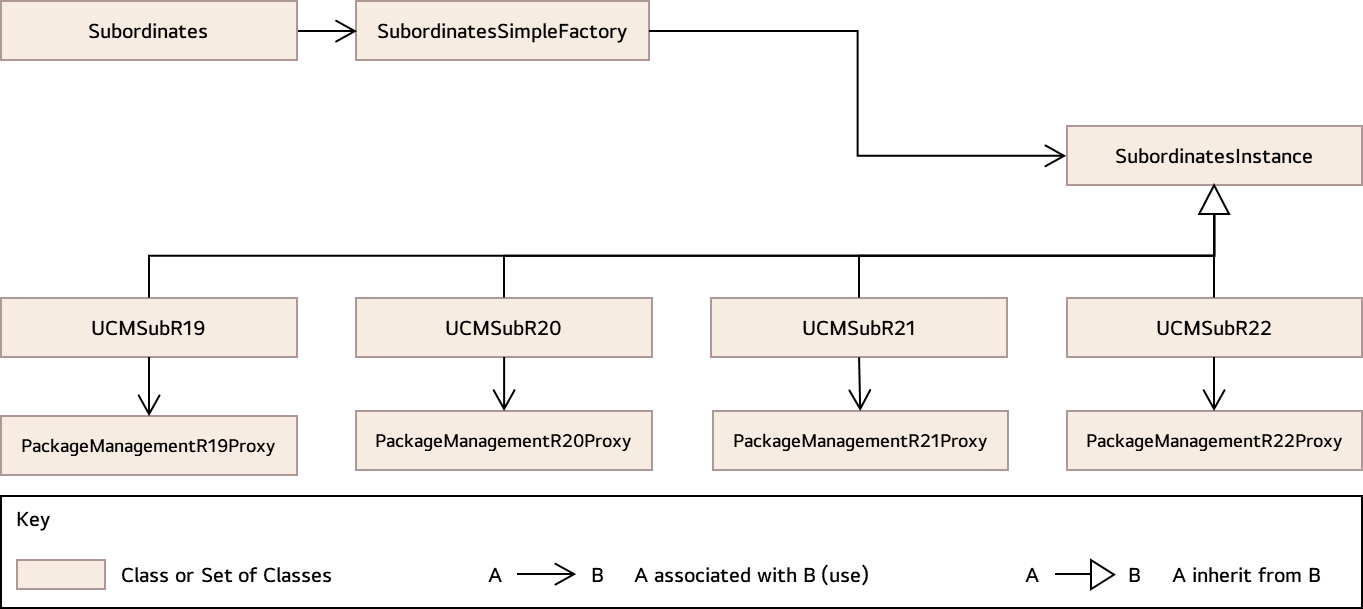 Subordinates
SubordinatesSimpleFactory
SubordinatesInstance
UCMSubR19
UCMSubR20
UCMSubR21
UCMSubR22
PackageManagementR19Proxy
PackageManagementR20Proxy
PackageManagementR21Proxy
PackageManagementR22Proxy
Key
Class or Set of Classes
A B A associated with B (use)
A B A inherit from B